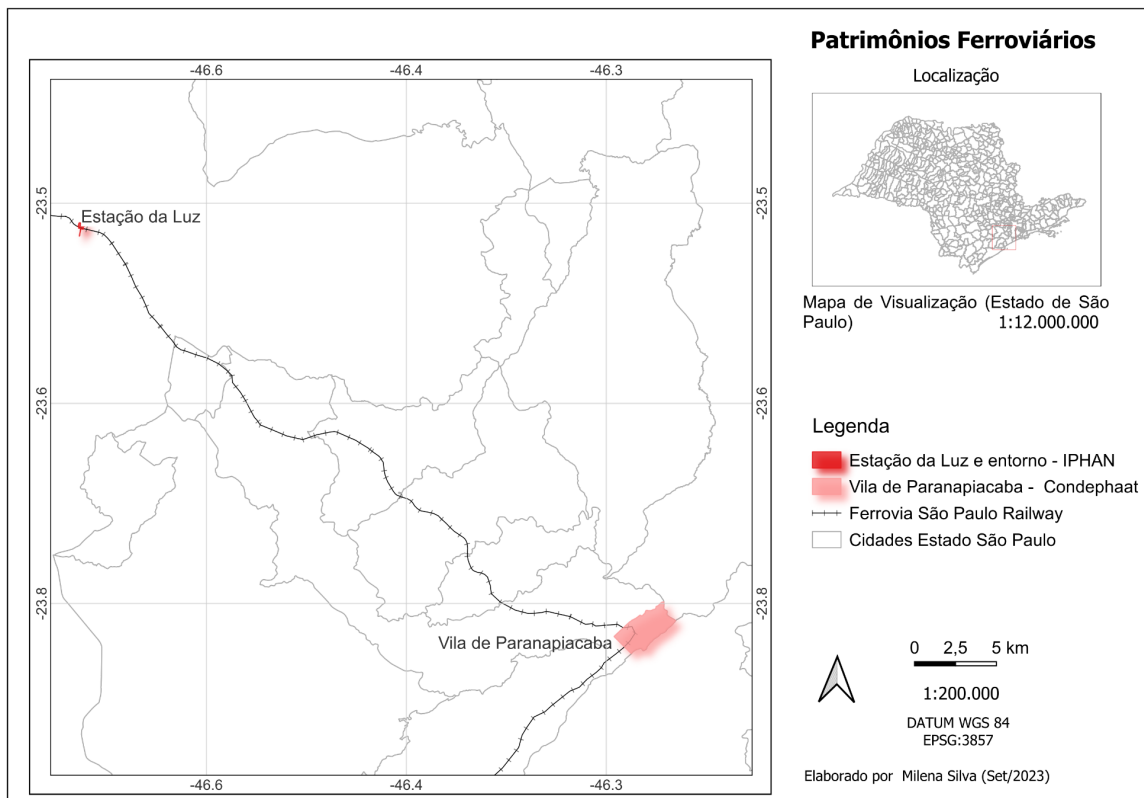 Patrimônios Ferroviários
Localização
Mapa de Visualização (Estado de São
Paulo) 1:12.000.000
Legenda
Estação da Luz e entorno - IPHAN
Vila de Paranapiacaba - Condephaat
Ferrovia São Paulo Railway
Cidades Estado São Paulo
0 2,5 5 km
1:200.000
DATUM WGS 84
EPSG:3857
Elaborado por Milena Silva (Set/2023)
-46.6 -46.4 -46.3
-23.5 -23.5
Estação da Luz
-23.6 -23.6
-23.8 -23.8
Vila de Paranapiacaba
-46.6 -46.4 -46.3